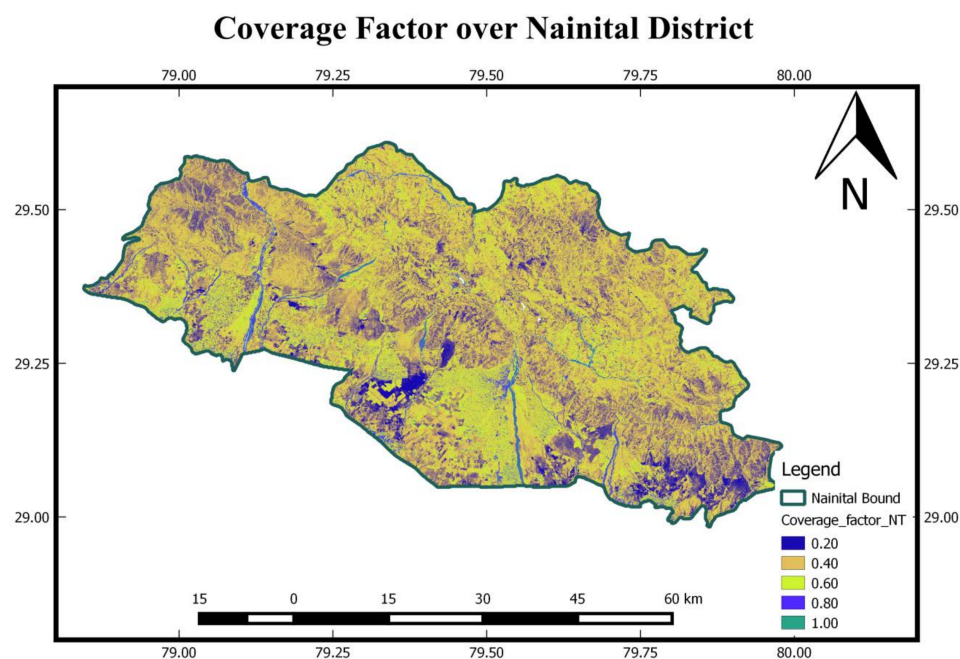 Coverage Factor over Nainital District
79.00 79.25 79.50 79.75 80.00
N
29.50 29.50
29.25 29.25
29.00 29.00
Legend
Nainital Bound
Coverage_factor_NT
0.20
0.40
0.60
0.80
1.00
15 0 15 30 45 60 km
79.00 79.25 79.50 79.75 80.00